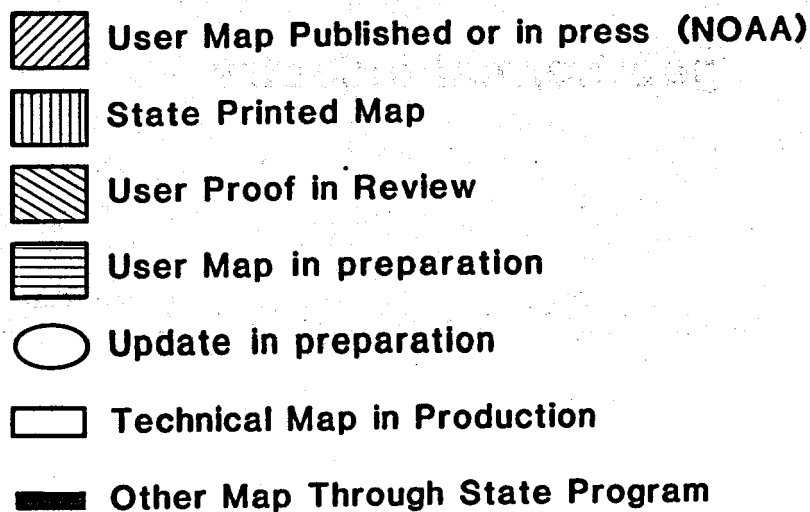 User Map Published or in press (NOAA)
State Printed Map
User Proof in Review
User Map in preparation
Update in preparation
Technical Map in Production
Other Map Through State Program